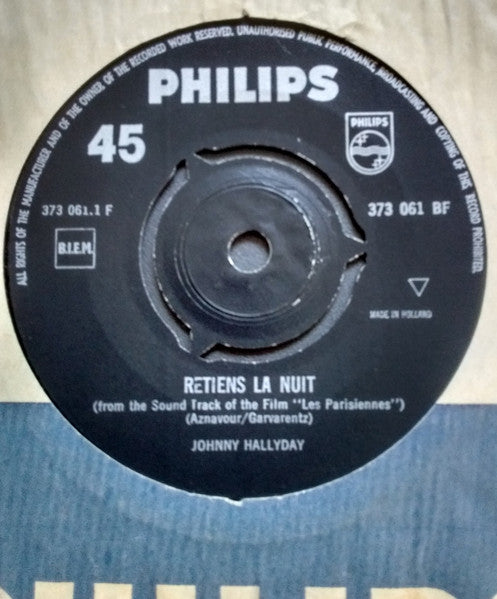 ALL RIGHTS OF THE MANUFACTURER AND OF THE OWNER OF THE RECORDED WORK RESERVED. UNAUTHORISED PUBLIC PERFORMANCE, BROADCASTING AND COPYING OF THIS RECORD PROHIBITED.
PHILIPS
45
PHILIPS
373 061.1 F
373 061 BF
B.I.E.M.
MADE IN HOLLAND
RETIENS LA NUIT
(from the Sound Track of the Film "Les Parisiennes")
(Aznavour/Garvarentz)
JOHNNY HALLYDAY